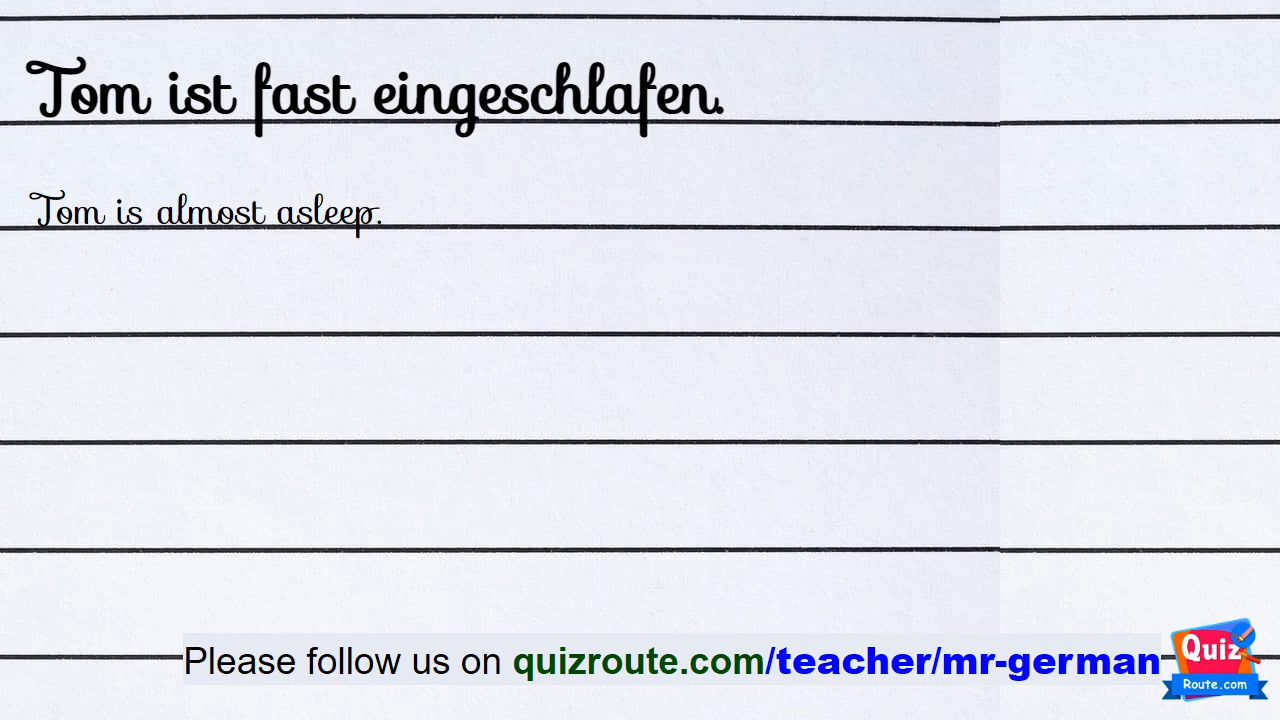 Tom ist fast eingeschlafen.
Tom is almost asleep.
Please follow us on quizroute.com/teacher/mr-german
Quiz
Route.com